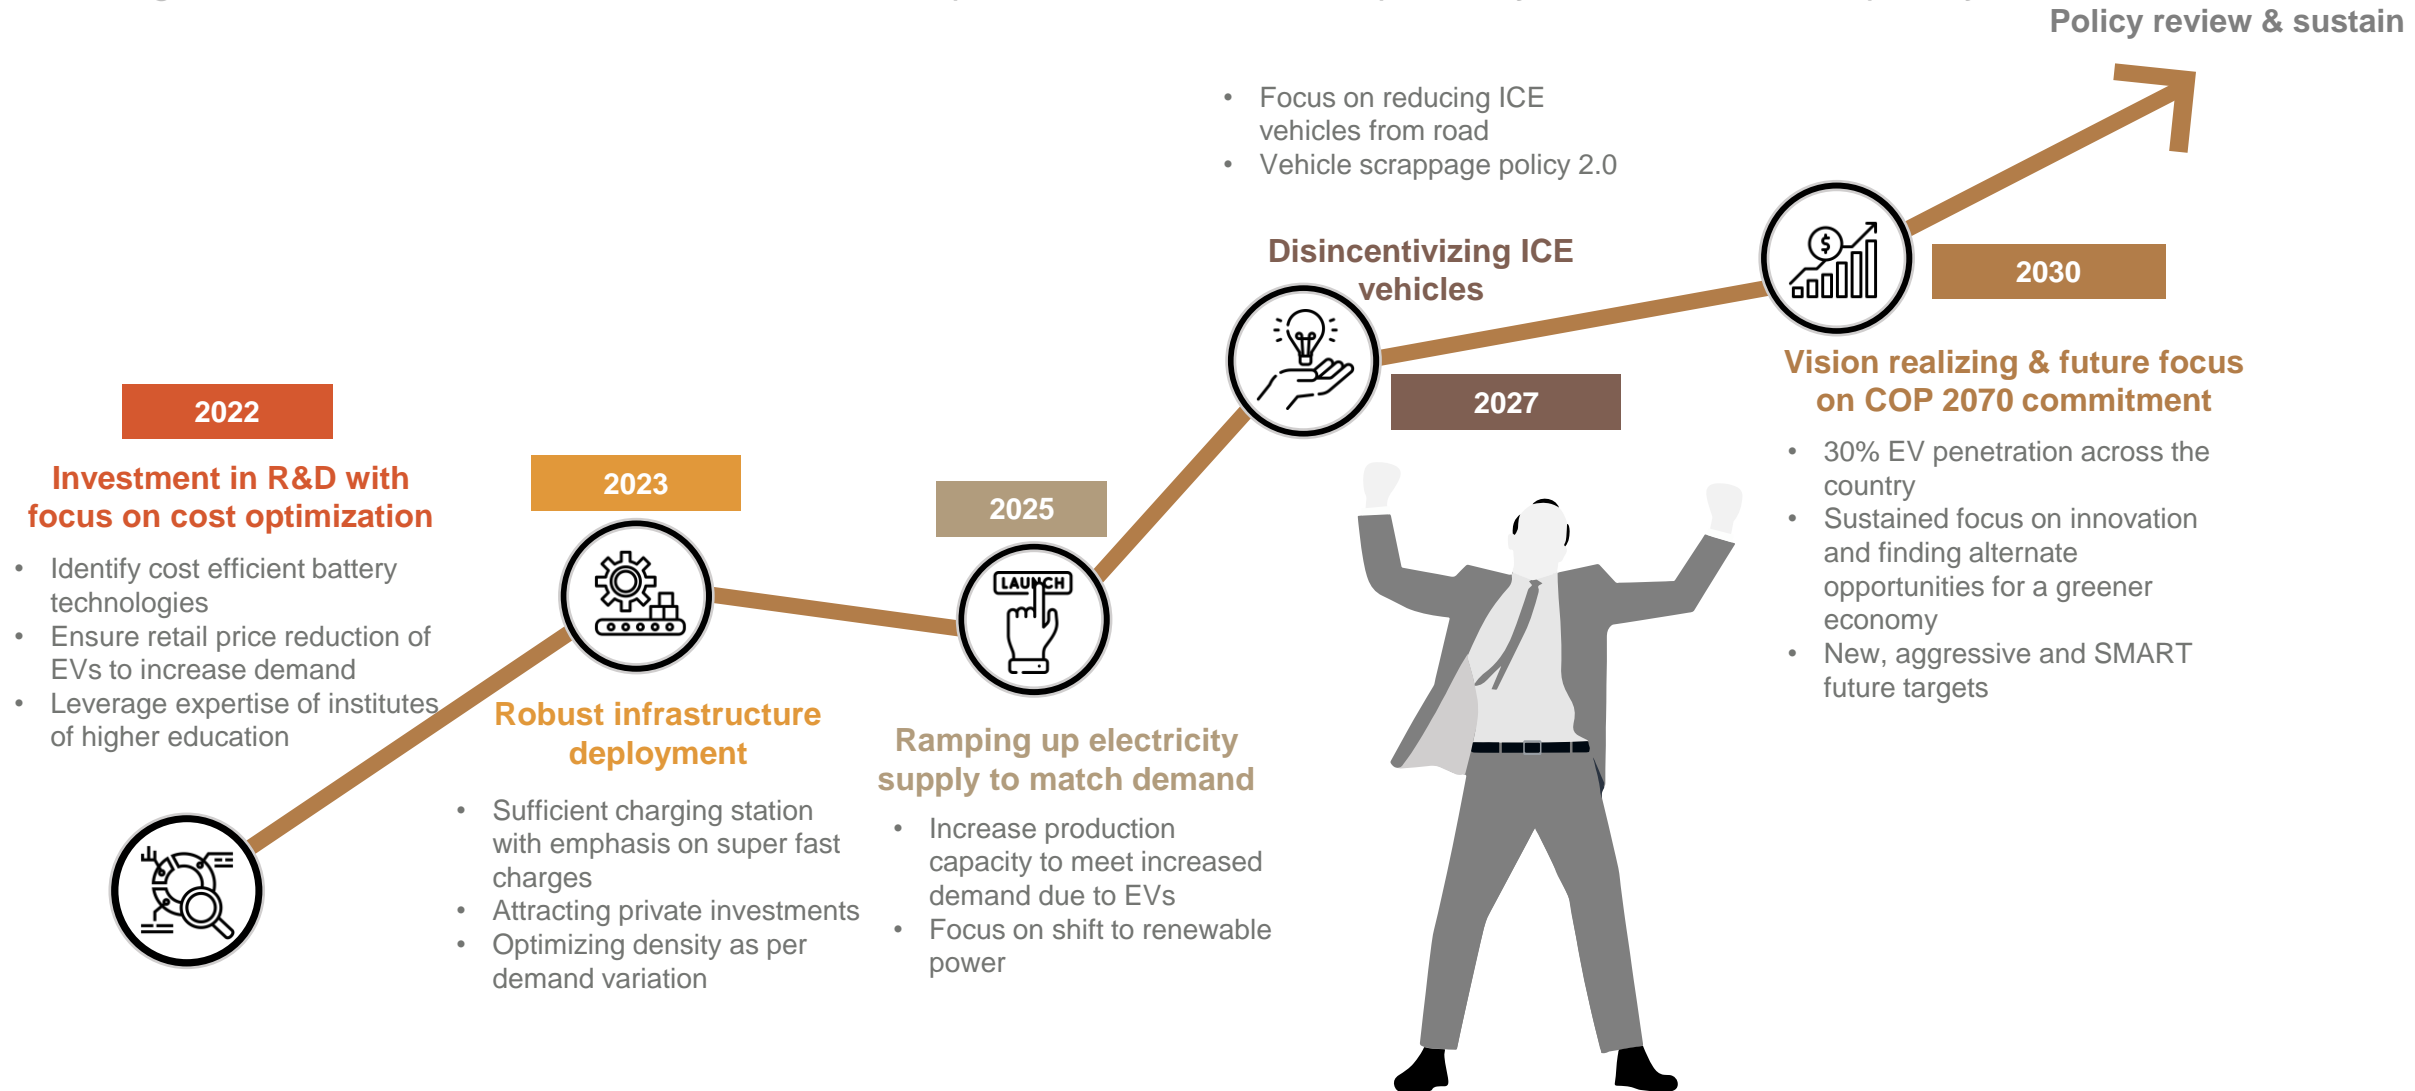 Policy review & sustain
• Focus on reducing ICE
vehicles from road
• Vehicle scrappage policy 2.0
Disincentivizing ICE
vehicles
2027
2030
Vision realizing & future focus
on COP 2070 commitment
• 30% EV penetration across the
country
• Sustained focus on innovation
and finding alternate
opportunities for a greener
economy
• New, aggressive and SMART
future targets
2022
Investment in R&D with
focus on cost optimization
• Identify cost efficient battery
technologies
• Ensure retail price reduction of
EVs to increase demand
• Leverage expertise of institutes
of higher education
2023
Robust infrastructure
deployment
• Sufficient charging station
with emphasis on super fast
charges
• Attracting private investments
• Optimizing density as per
demand variation
2025
LAUNCH
Ramping up electricity
supply to match demand
• Increase production
capacity to meet increased
demand due to EVs
• Focus on shift to renewable
power